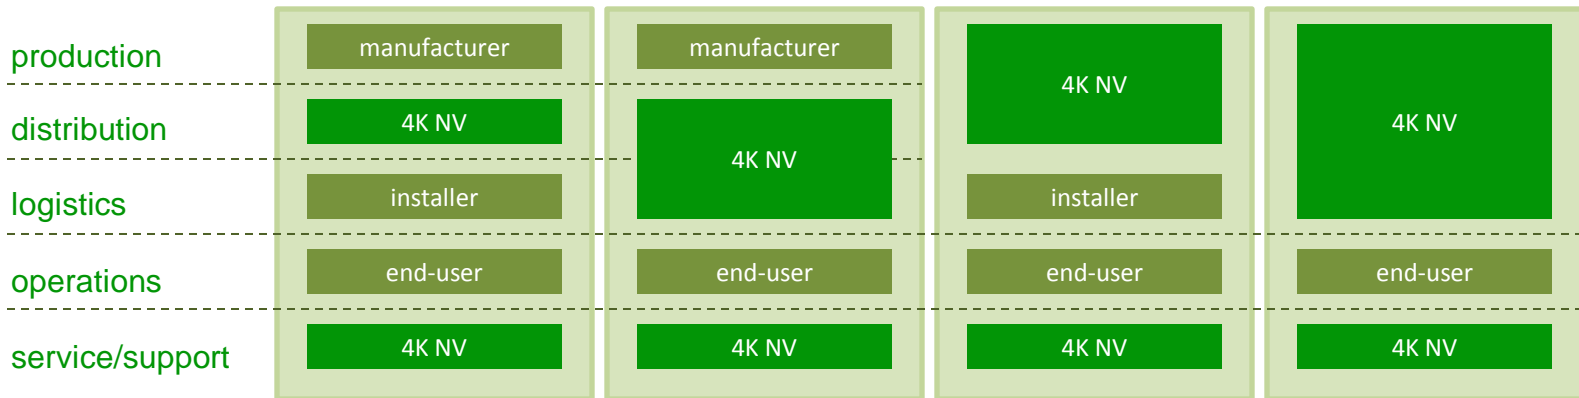 production
manufacturer
manufacturer
4K NV
4K NV
distribution
4K NV
4K NV
logistics
installer
installer
operations
end-user
end-user
end-user
end-user
service/support
4K NV
4K NV
4K NV
4K NV